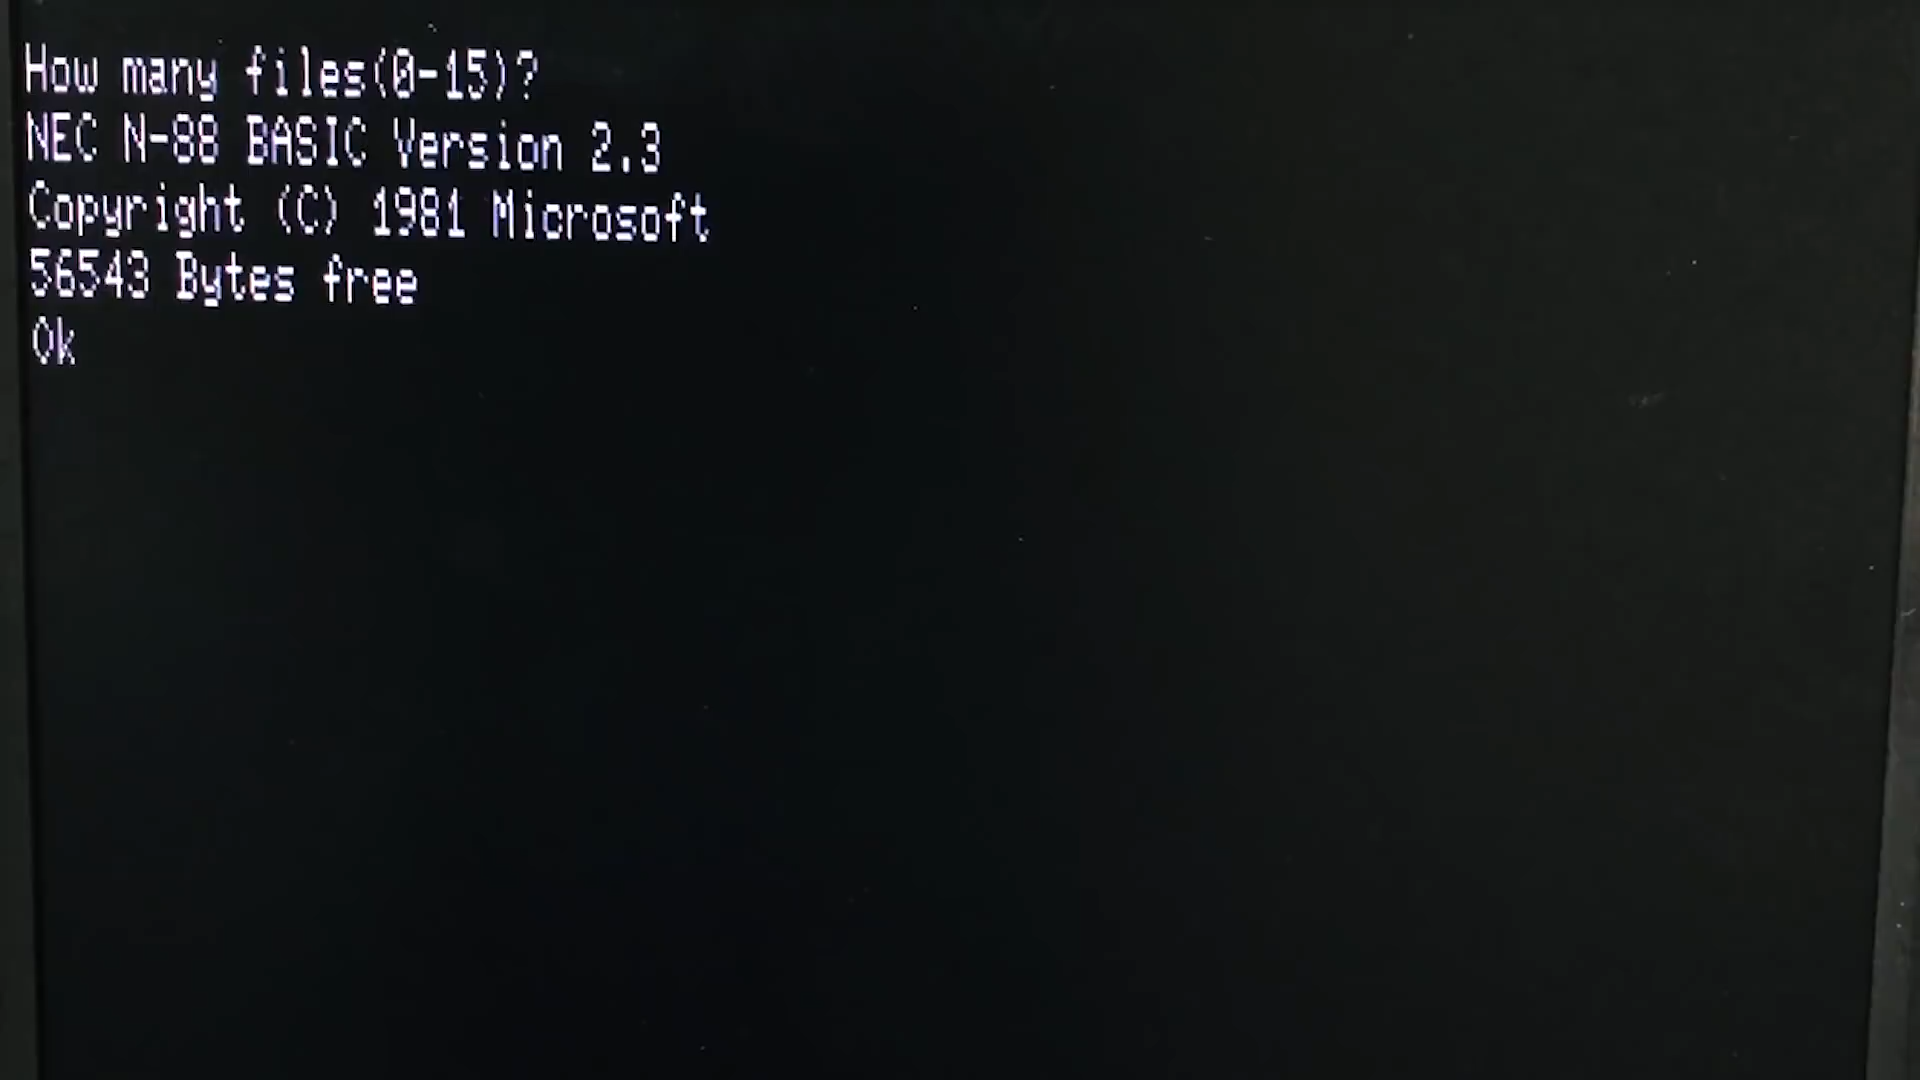 How many files(0-15)?
NEC N-88 BASIC Version 2.3
Copyright (C) 1981 Microsoft
56543 Bytes free
Ok